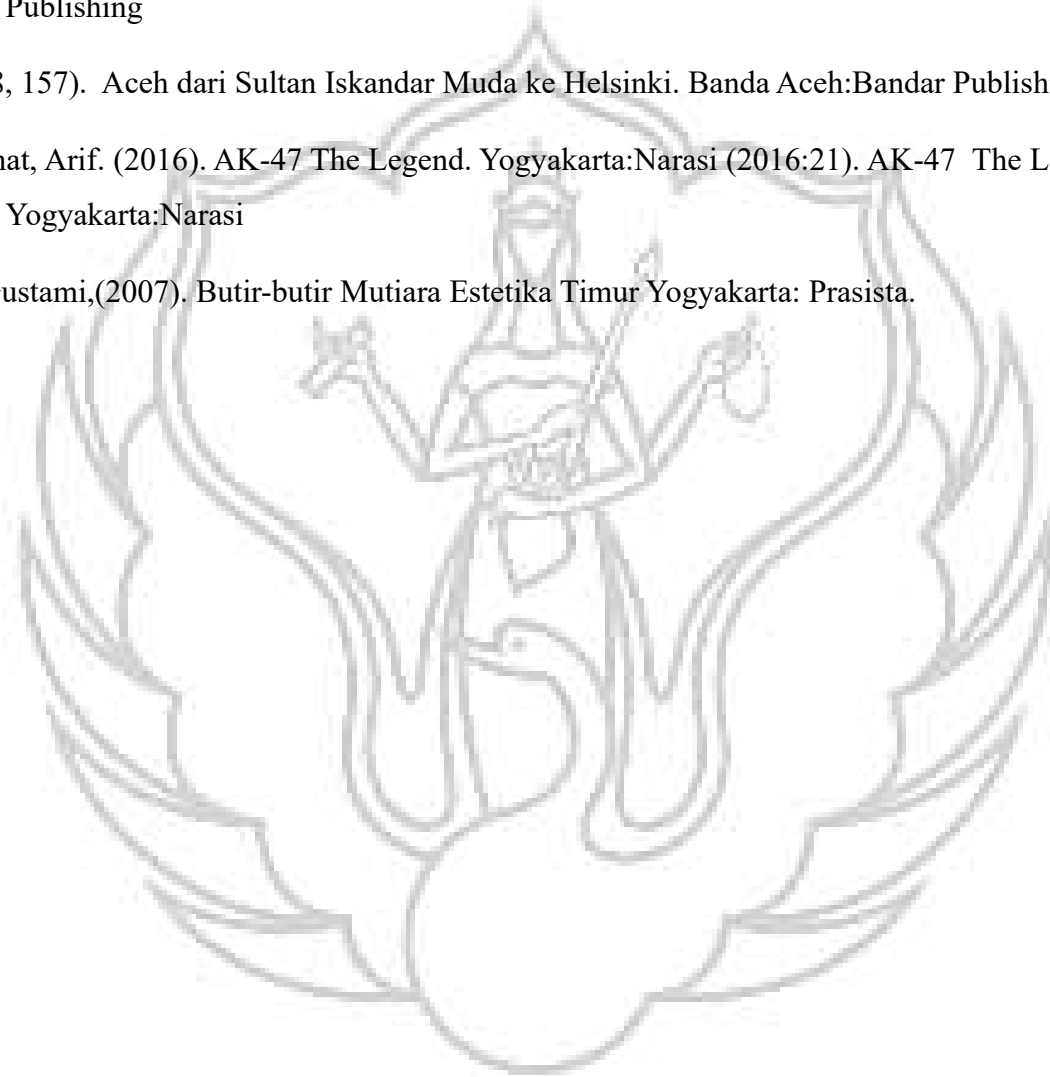 Publishing
8, 157). Aceh dari Sultan Iskandar Muda ke Helsinki. Banda Aceh:Bandar Publish
nat, Arif. (2016). AK-47 The Legend. Yogyakarta:Narasi (2016:21). AK-47 The L
Yogyakarta:Narasi
ustami,(2007). Butir-butir Mutiara Estetika Timur Yogyakarta: Prasista.